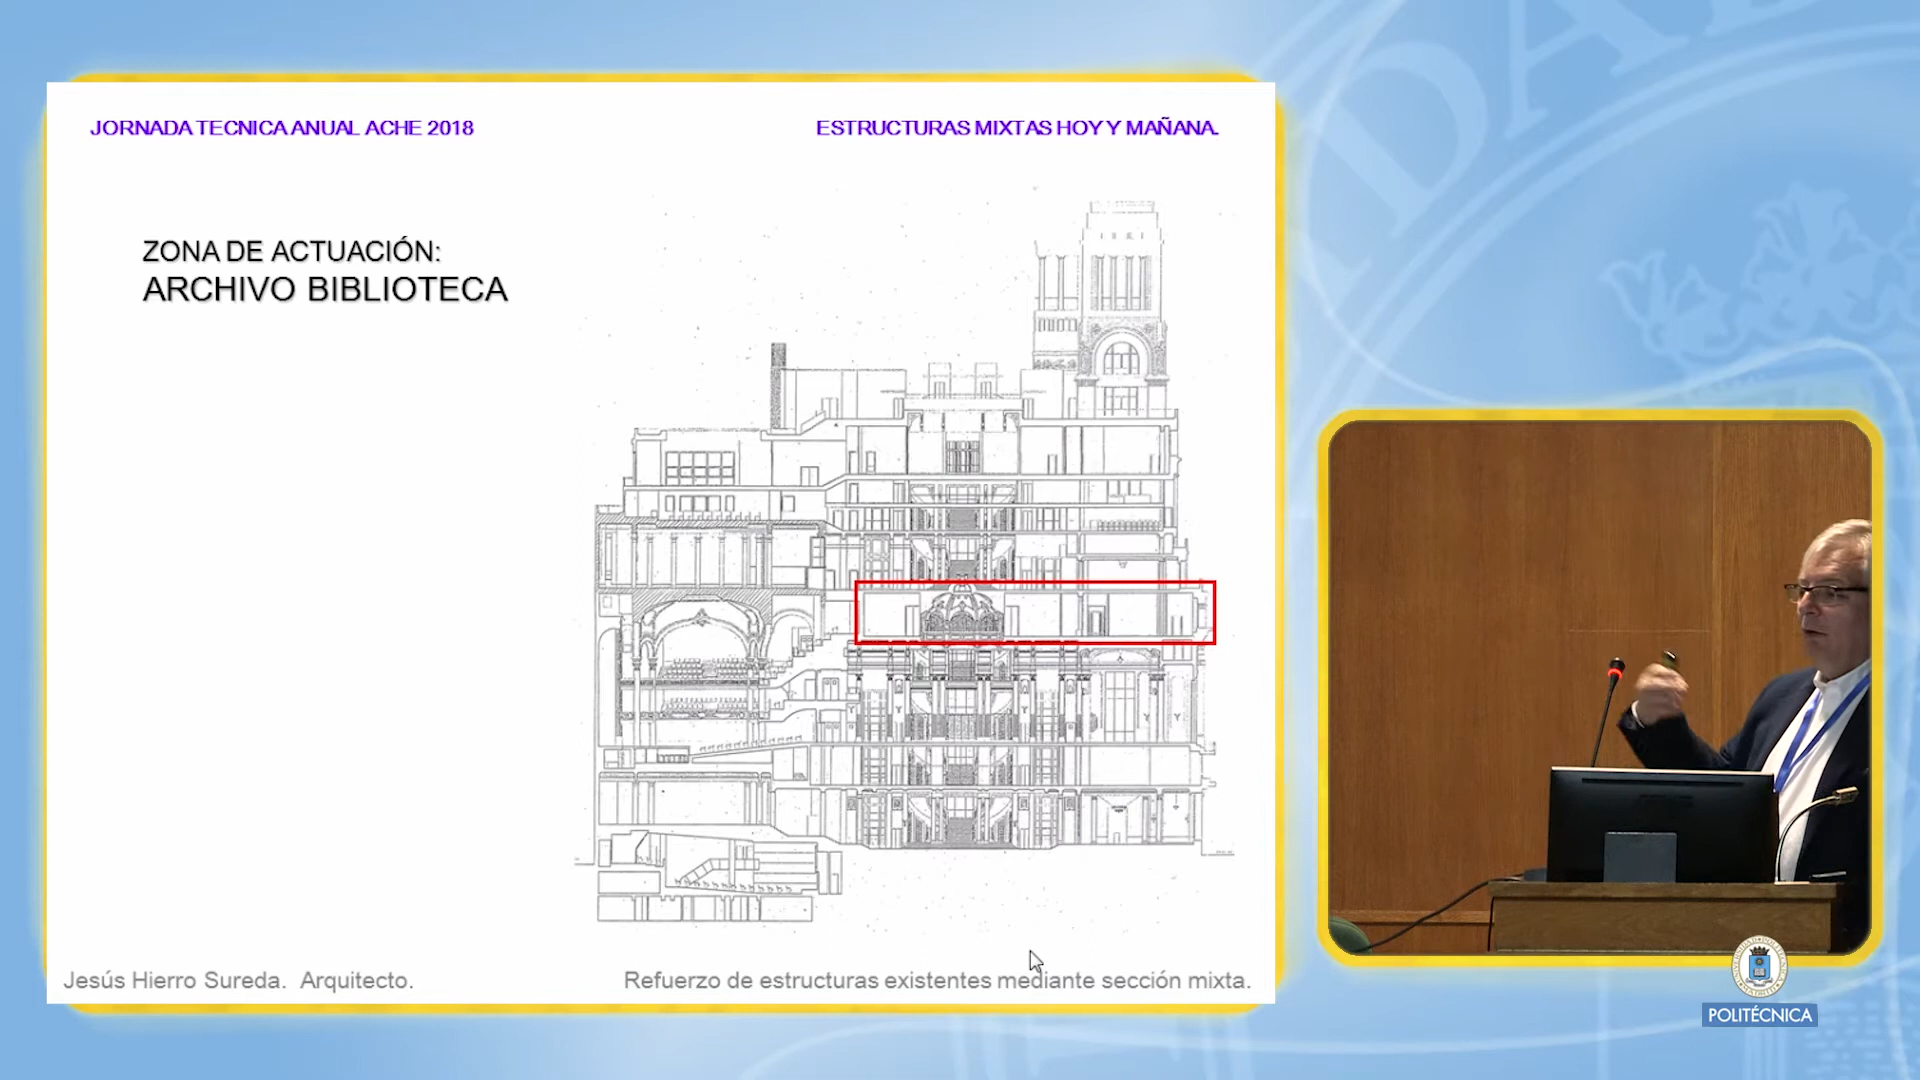 JORNADA TECNICA ANUAL ACHE 2018
ESTRUCTURAS MIXTAS HOY Y MAÑANA.
ZONA DE ACTUACIÓN:
ARCHIVO BIBLIOTECA
Jesús Hierro Sureda. Arquitecto.
Refuerzo de estructuras existentes mediante sección mixta.
POLITÉCNICA